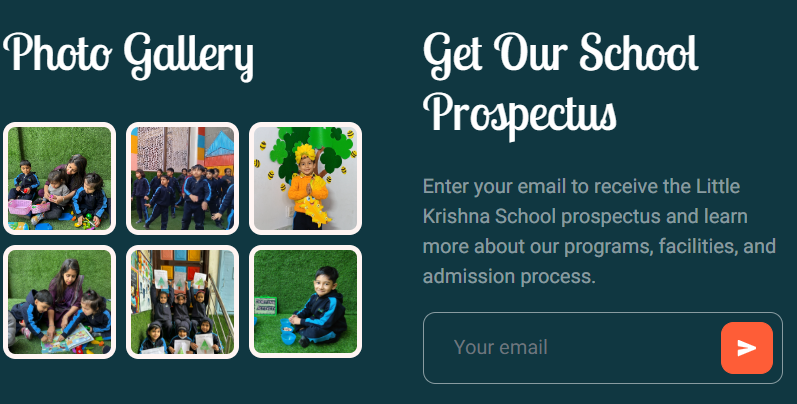 Photo Gallery
Get Our School
Prospectus
Enter your email to receive the Little
Krishna School prospectus and learn
more about our programs, facilities, and
admission process.
Your email